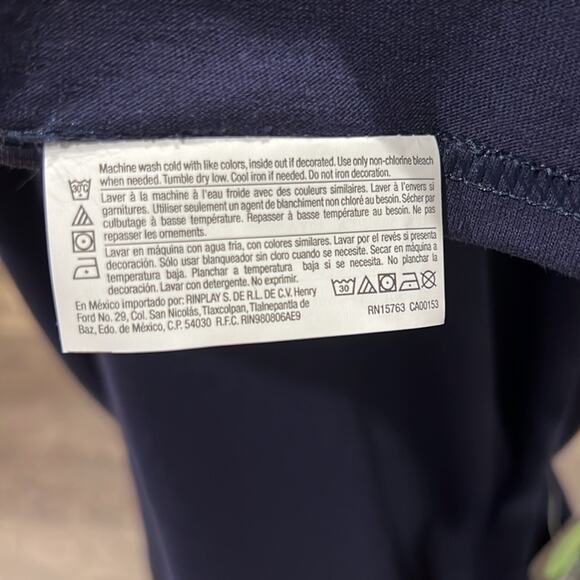 Machine wash cold with like colors, inside out if decorated. Use only non-chlorine bleach
when needed. Tumble dry low. Cool iron if needed. Do not iron decoration.
30°C
Laver à la machine à l'eau froide avec des couleurs similaires. Laver à l'envers si
garnitures. Utiliser seulement un agent de blanchiment non chloré au besoin. Sécher par
culbutage à basse température. Repasser à basse température au besoin. Ne pas
repasser les ornements.
Lavar en máquina con agua fria, con colores similares. Lavar por el revés si presenta
decoración. Sólo usar blanqueador sin cloro cuando se necesite. Secar en máquina a
temperatura baja. Planchar a temperatura baja si se necesita. No planchar la
decoración. Lavar con detergente. No exprimir.
30
En México importado por: RINPLAY S. DE R.L. DE C.V. Henry
Ford No. 29, Col. San Nicolás, Tlaxcolpan, Tlalnepantla de
Baz, Edo. de México, C.P. 54030 R.F.C. RIN980806AE9
RN15763 CA00153